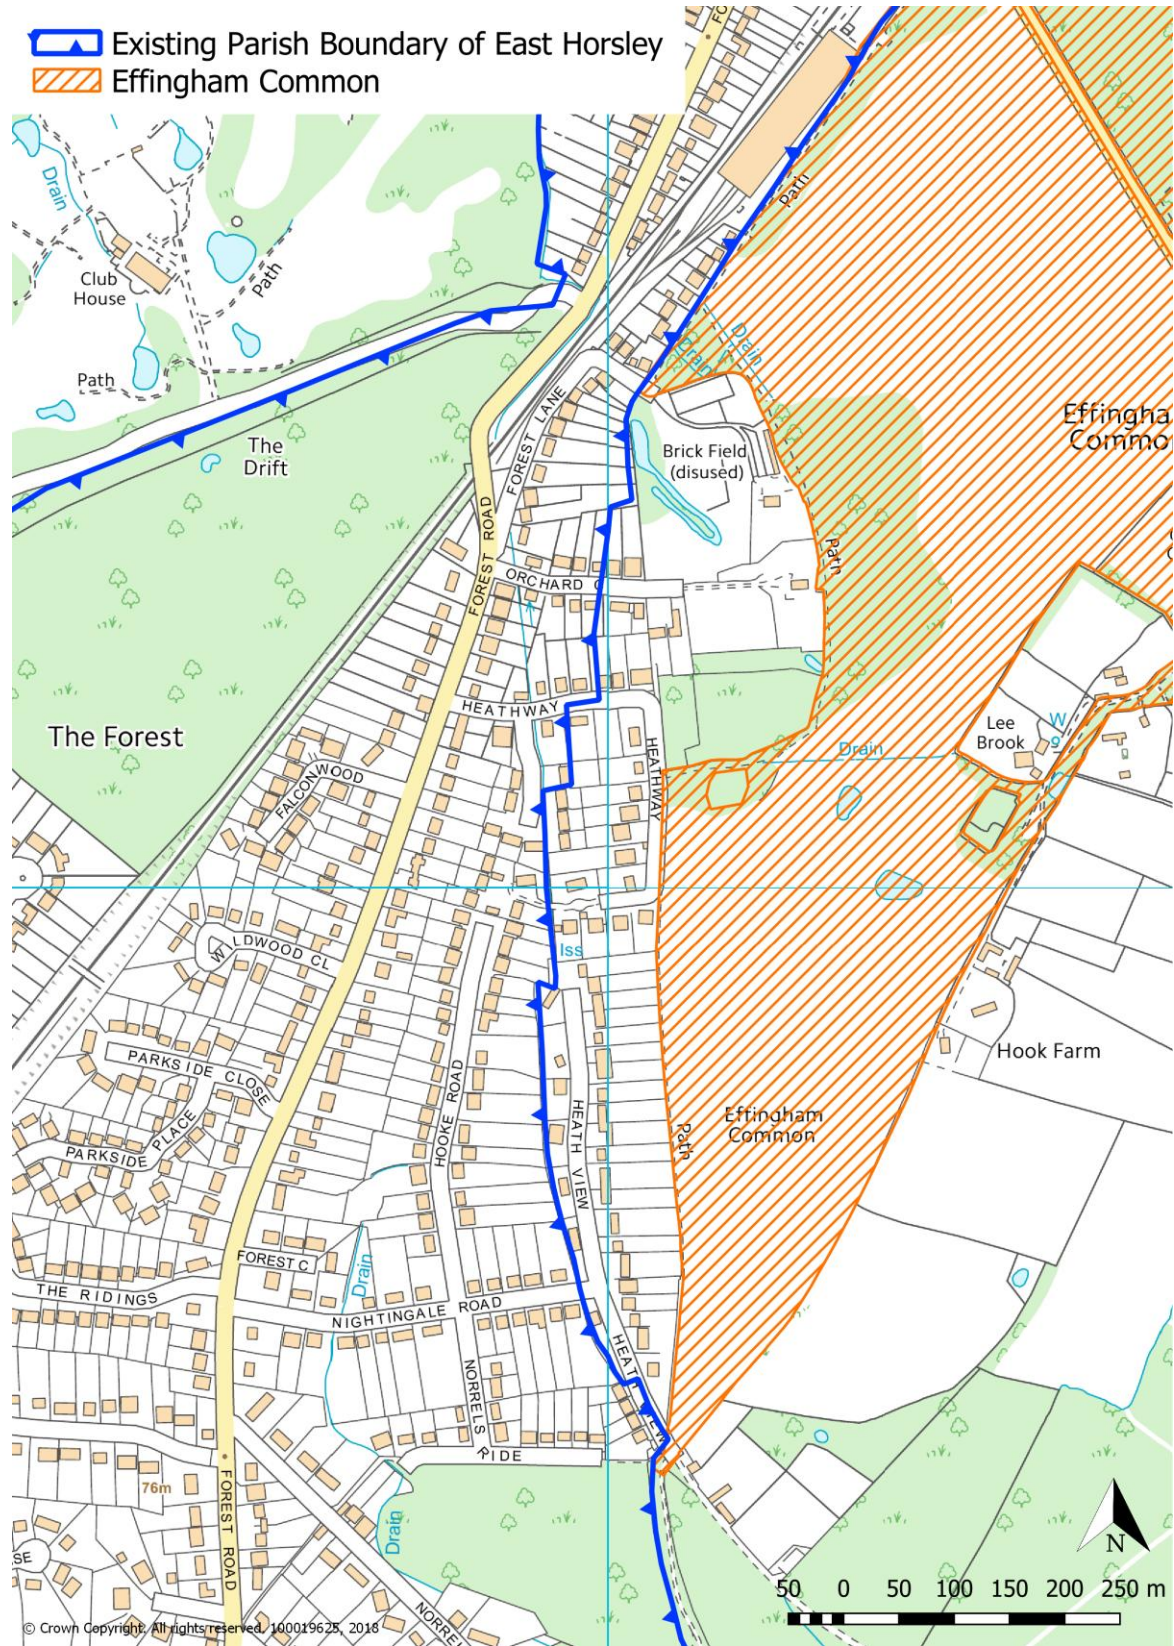 Existing Parish Boundary of East Horsley
Effingham Common
FO
Drain
Path
Club
House
Path
Path
Drain
Drain
The
Drift
FOREST LANE
Brick Field
(disused)
Effingha
Commo
FOREST ROAD
Path
ORCHARD C
HEATHWAY
The Forest
Lee
Brook
W
Drain
HEATHWAY
FALCONWOOD
Iss
WILDWOOD CL
Hook Farm
PARKSIDE CLOSE
HOOKE ROAD
HEATH VIEW
Effingham
Common
Path
PARKSIDE PLACE
FOREST C
Drain
THE RIDINGS
NIGHTINGALE ROAD
HEATH VIEW
NORRELS RIDE
76m
FOREST ROAD
Drain
SE
NORRE
N
50 0 50 100 150 200 250 m
© Crown Copyright. All rights reserved. 100019625, 2018